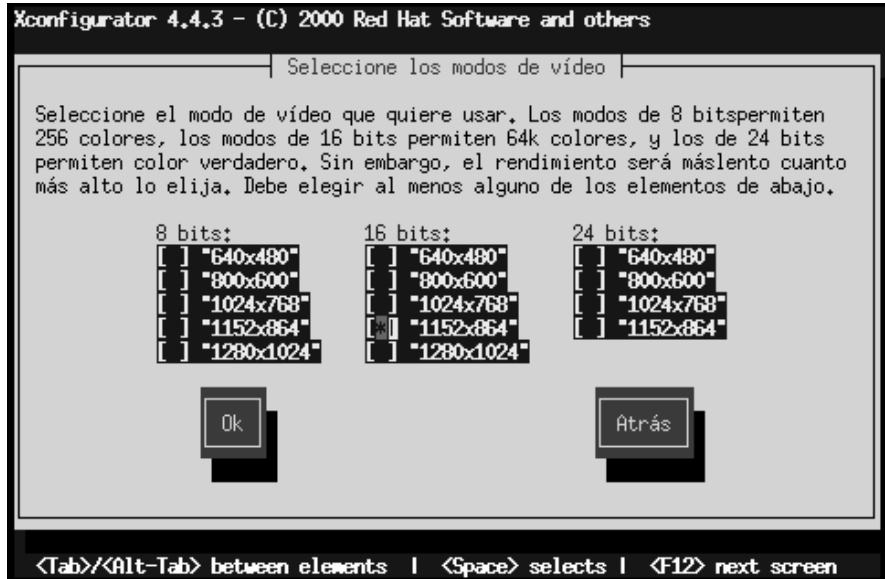 Xconfigurator 4.4.3 - (C) 2000 Red Hat Software and others
Seleccione los modos de vídeo
Seleccione el modo de vídeo que quiere usar. Los modos de 8 bitspermiten
256 colores, los modos de 16 bits permiten 64k colores, y los de 24 bits
permiten color verdadero. Sin embargo, el rendimiento será máslento cuanto
más alto lo elija. Debe elegir al menos alguno de los elementos de abajo.
8 bits: 16 bits: 24 bits:
[ ] "640x480" [ ] "640x480" [ ] "640x480"
[ ] "800x600" [ ] "800x600" [ ] "800x600"
[ ] "1024x768" [ ] "1024x768" [ ] "1024x768"
[ ] "1152x864" [*] "1152x864" [ ] "1152x864"
[ ] "1280x1024" [ ] "1280x1024"
Ok Atrás
<Tab>/<Alt-Tab> between elements | <Space> selects | <F12> next screen